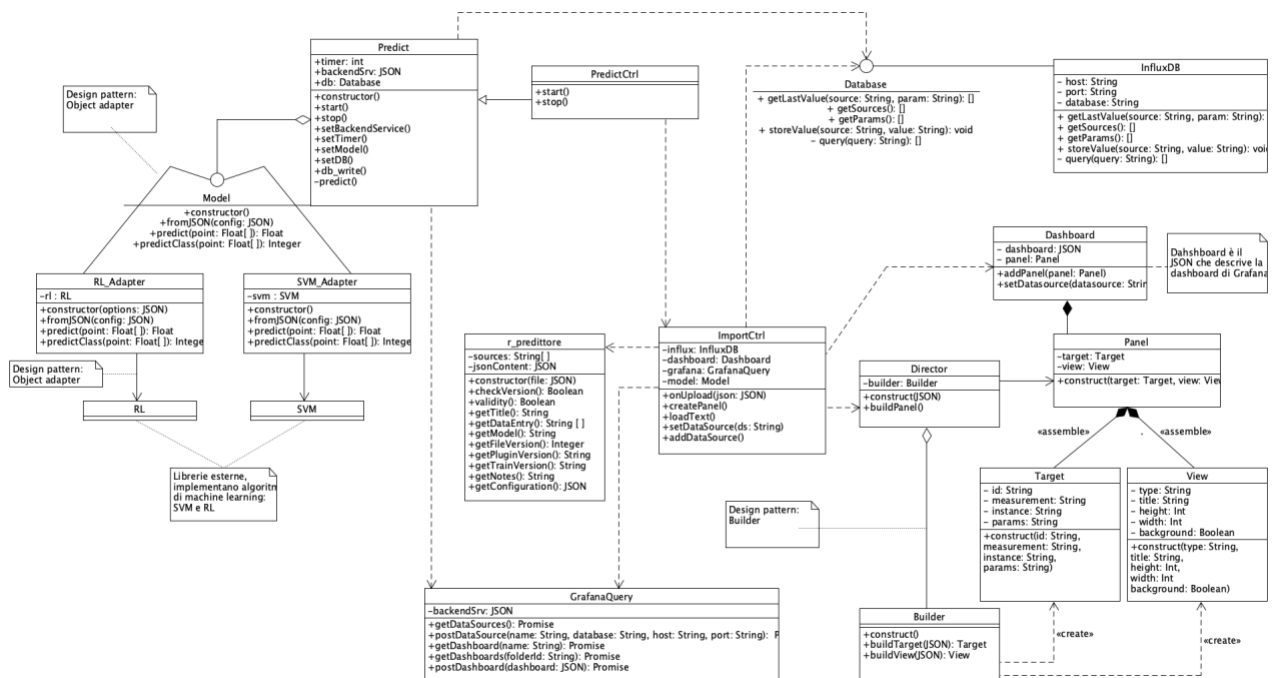 Predict
+timer: int
+backendSrv: JSON
+db: Database
+constructor()
+start()
+stop()
+setBackendService()
+setTimer()
+setModel()
+setDB()
+db_write()
-predict()
PredictCtrl
+start()
+stop()
Database
+ getLastValue(source: String, param: String): []
+ getSources(): []
+ getParams(): []
+ storeValue(source: String, value: String): void
- query(query: String): []
InfluxDB
- host: String
- port: String
- database: String
+ getLastValue(source: String, param: String):
+ getSources(): []
+ getParams(): []
+ storeValue(source: String, value: String): voi
- query(query: String): []
Design pattern:
Object adapter
Model
+constructor()
+fromJSON(config: JSON)
+predict(point: Float[ ]): Float
+predictClass(point: Float[ ]): Integer
RL_Adapter
-rl : RL
+constructor(options: JSON)
+fromJSON(config: JSON)
+predict(point: Float[ ]): Float
+predictClass(point: Float[ ]): Intege
SVM_Adapter
-svm : SVM
+constructor()
+fromJSON(config: JSON)
+predict(point: Float[ ]): Float
+predictClass(point: Float[ ]): Intege
Design pattern:
Object adapter
RL
SVM
Librerie esterne,
implementano algoritm
di machine learning:
SVM e RL
r_predittore
-sources: String[ ]
-jsonContent: JSON
+constructor(file: JSON)
+checkVersion(): Boolean
+validity(): Boolean
+getTitle(): String
+getDataEntry(): String [ ]
+getModel(): String
+getFileVersion(): Integer
+getPluginVersion(): String
+getTrainVersion(): String
+getNotes(): String
+getConfiguration(): JSON
ImportCtrl
-influx: InfluxDB
-dashboard: Dashboard
-grafana: GrafanaQuery
-model: Model
+onUpload(json: JSON)
+createPanel()
+loadText()
+setDataSource(ds: String)
+addDataSource()
Dashboard
- dashboard: JSON
- panel: Panel
+addPanel(panel: Panel)
+setDatasource(datasource: Strin
Dahshboard è il
JSON che descrive la
dashboard di Grafana
Director
-builder: Builder
+construct(JSON)
+buildPanel()
Panel
-target: Target
-view: View
+construct(target: Target, view: View
«assemble»
«assemble»
Target
- id: String
- measurement: String
- instance: String
- params: String
+construct(id: String,
measurement: String,
instance: String,
params: String)
View
- type: String
- title: String
- height: Int
- width: Int
- background: Boolean
+construct(type: String,
title: String,
height: Int,
width: Int
background: Boolean)
Design pattern:
Builder
GrafanaQuery
-backendSrv: JSON
+getDataSources(): Promise
+postDataSource(name: String, database: String, host: String, port: String): P
+getDashboard(name: String): Promise
+getDashboards(folderId: String): Promise
+postDashboard(dashboard: JSON): Promise
Builder
+construct()
+buildTarget(JSON): Target
+buildView(JSON): View
«create»
«create»